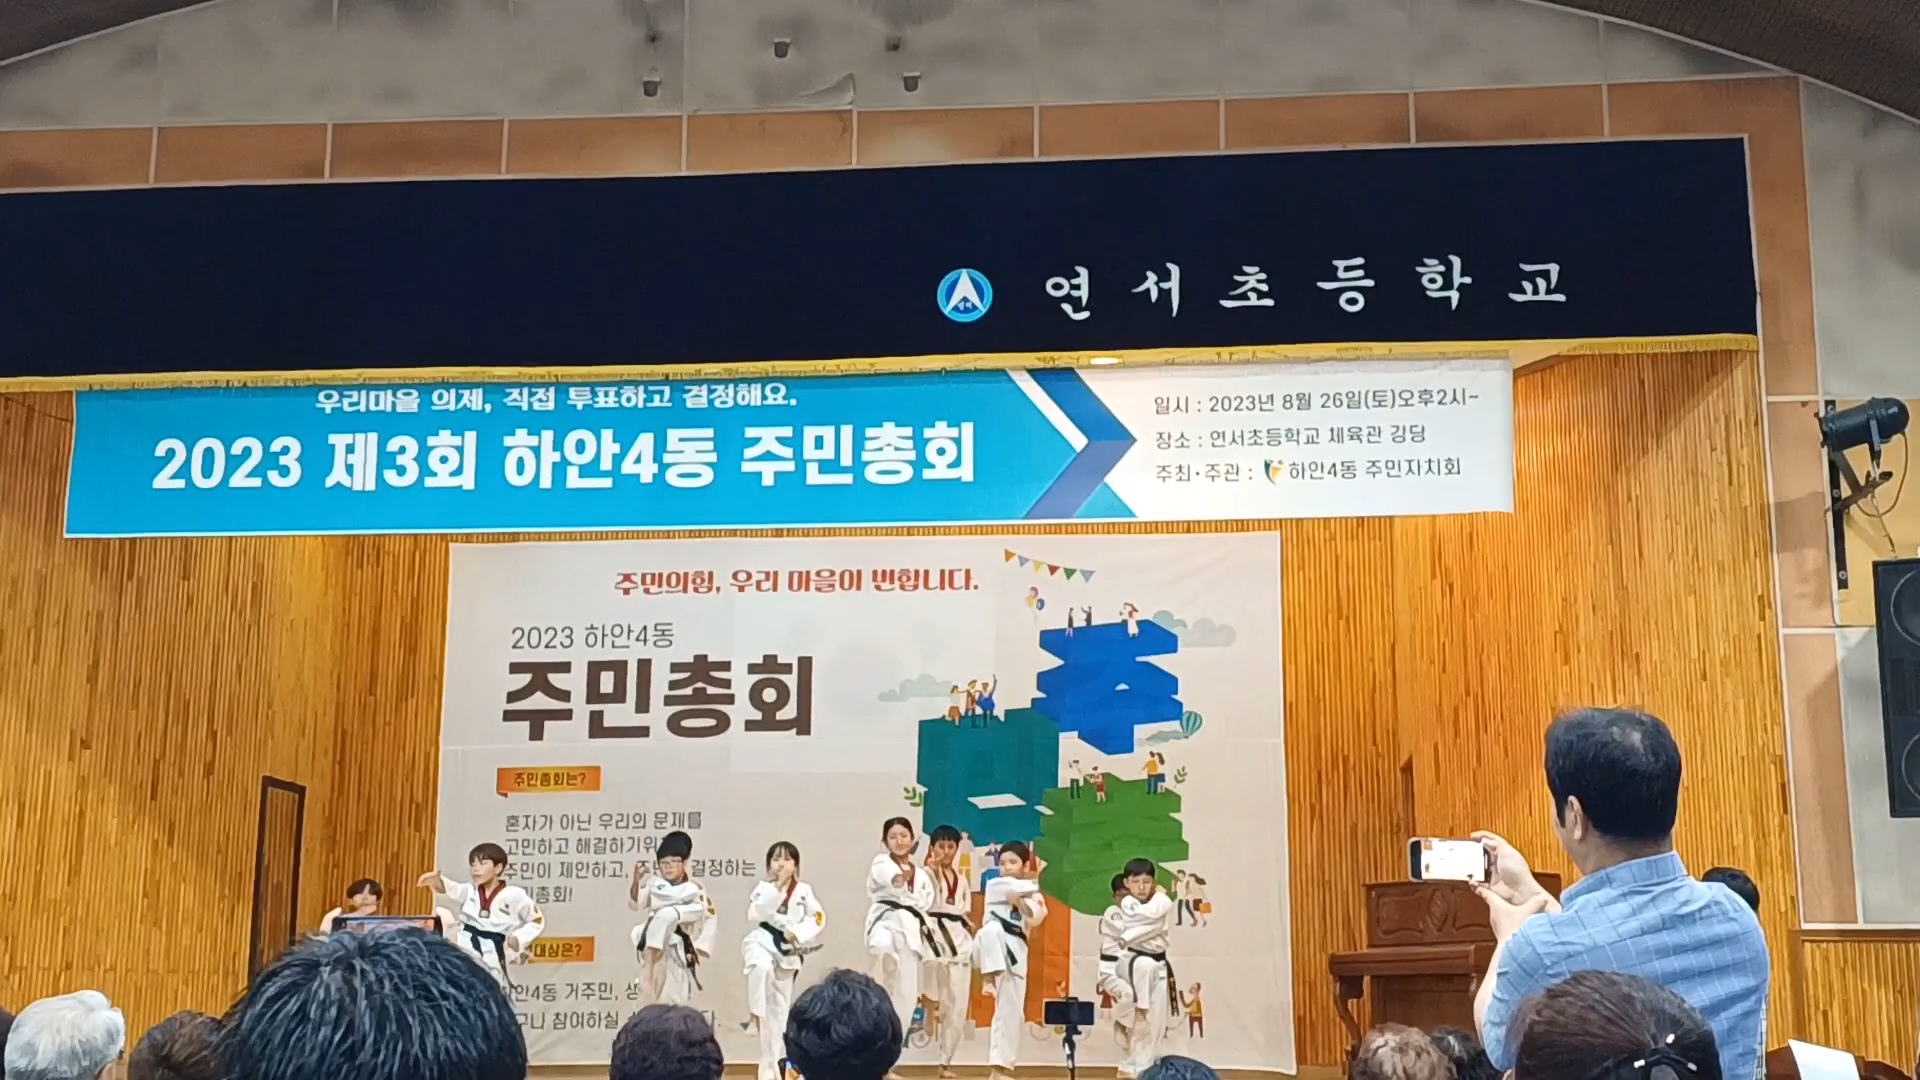 연서초등학교
우리마을 의제, 직접 투표하고 결정해요.
2023 제3회 하안4동 주민총회
일시 : 2023년 8월 26일(토)오후2시~
장소 : 연서초등학교 체육관 강당
주최·주관 : 하안4동 주민자치회
주민의힘, 우리 마을이 변합니다.
2023 하안4동
주민총회
주민총회는?
혼자가 아닌 우리의 문제를
고민하고 해결하기위
주민이 제안하고, 결정하는
총회!
대상은?
하안4동 거주민,
참여하실